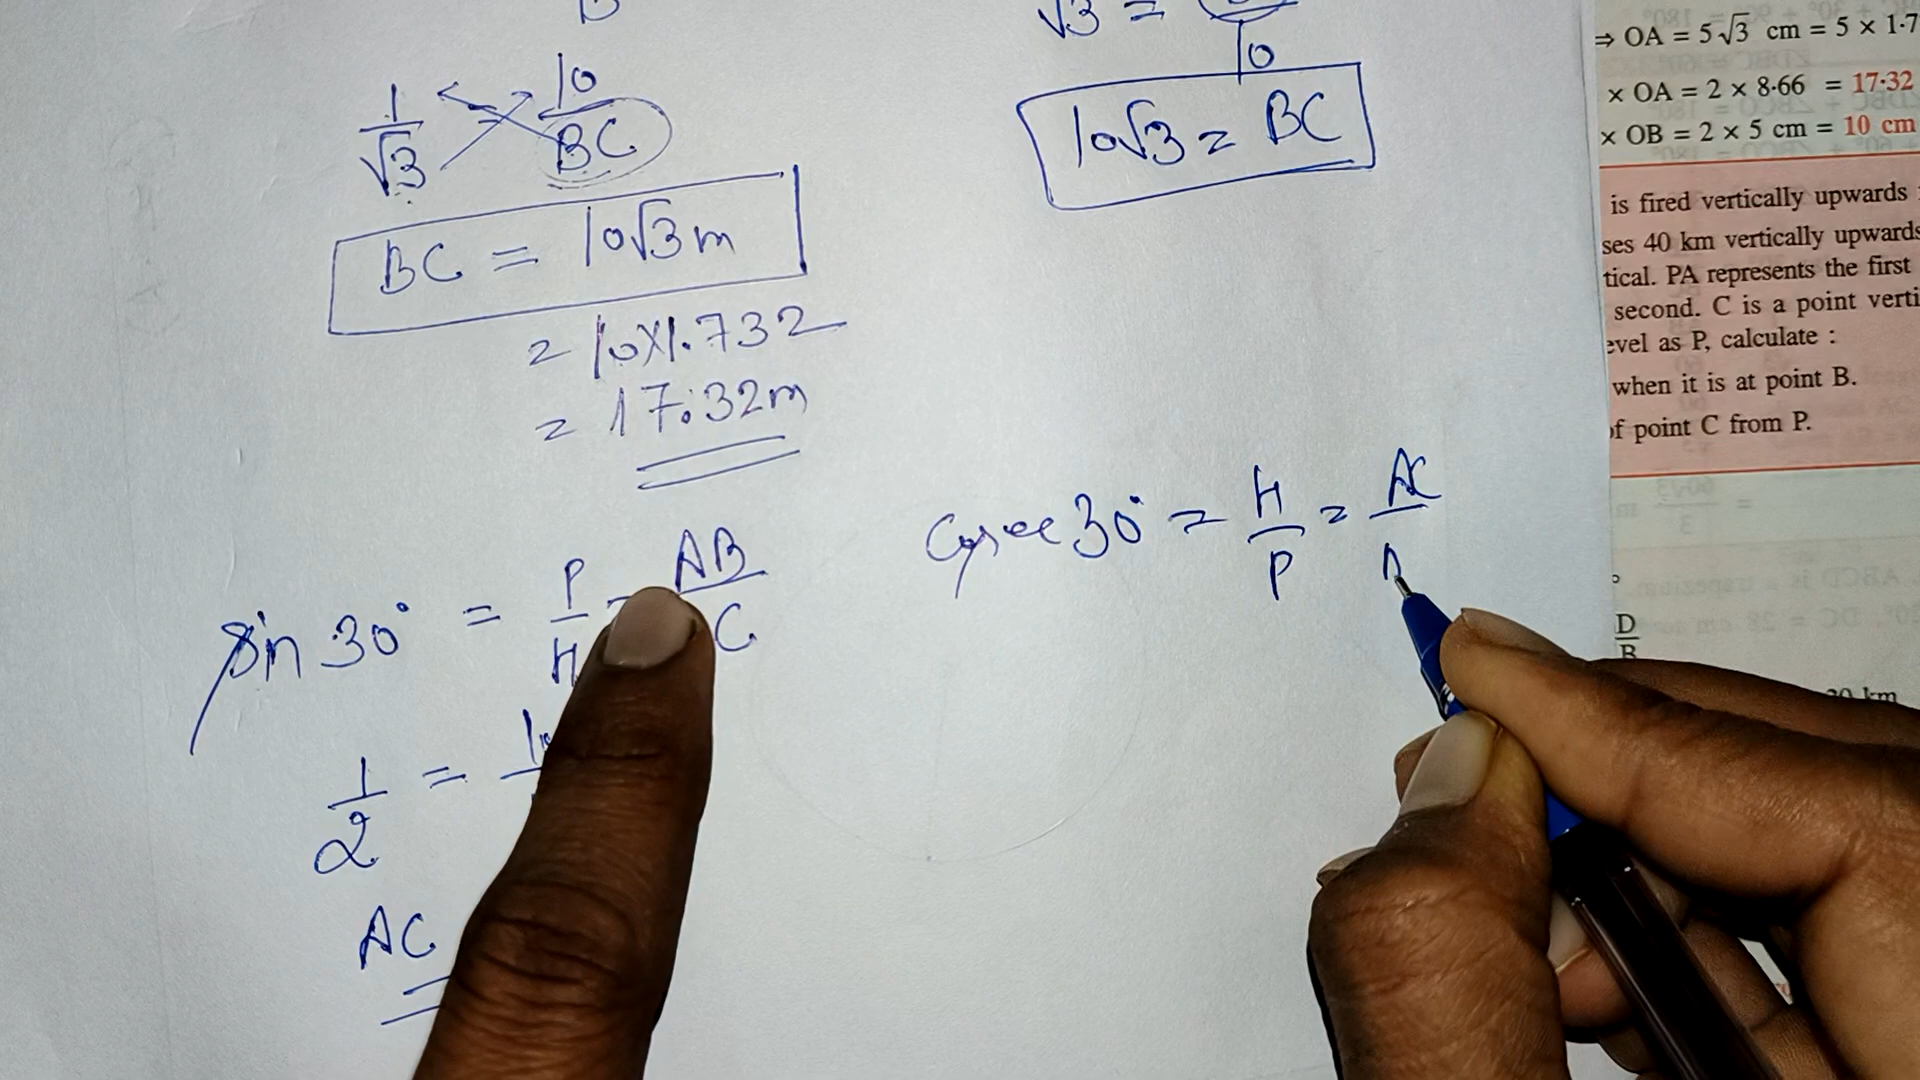 √3 =
10
1/√3 = 10/BC
10√3 = BC
BC = 10√3 m
= 10×1.732
= 17.32m
sin 30° = P/H = AB/C
1/2 =
AC
Cosec 30° = H/P = AC/
⇒ OA = 5√3 cm = 5 × 1·7
× OA = 2 × 8·66 = 17·32
× OB = 2 × 5 cm = 10 cm
is fired vertically upwards
ses 40 km vertically upwards
tical. PA represents the first
second. C is a point verti
evel as P, calculate :
when it is at point B.
of point C from P.
D
km